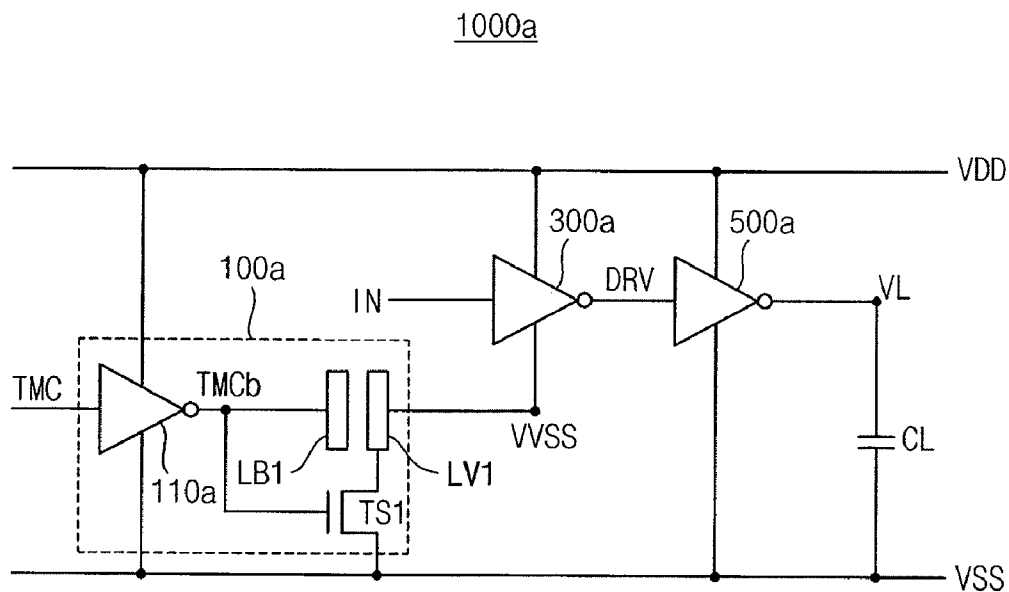 1000a
VDD
300a
500a
100a
IN
DRV
VL
TMC
TMCb
VVSS
CL
LB1
LV1
110a
TS1
VSS